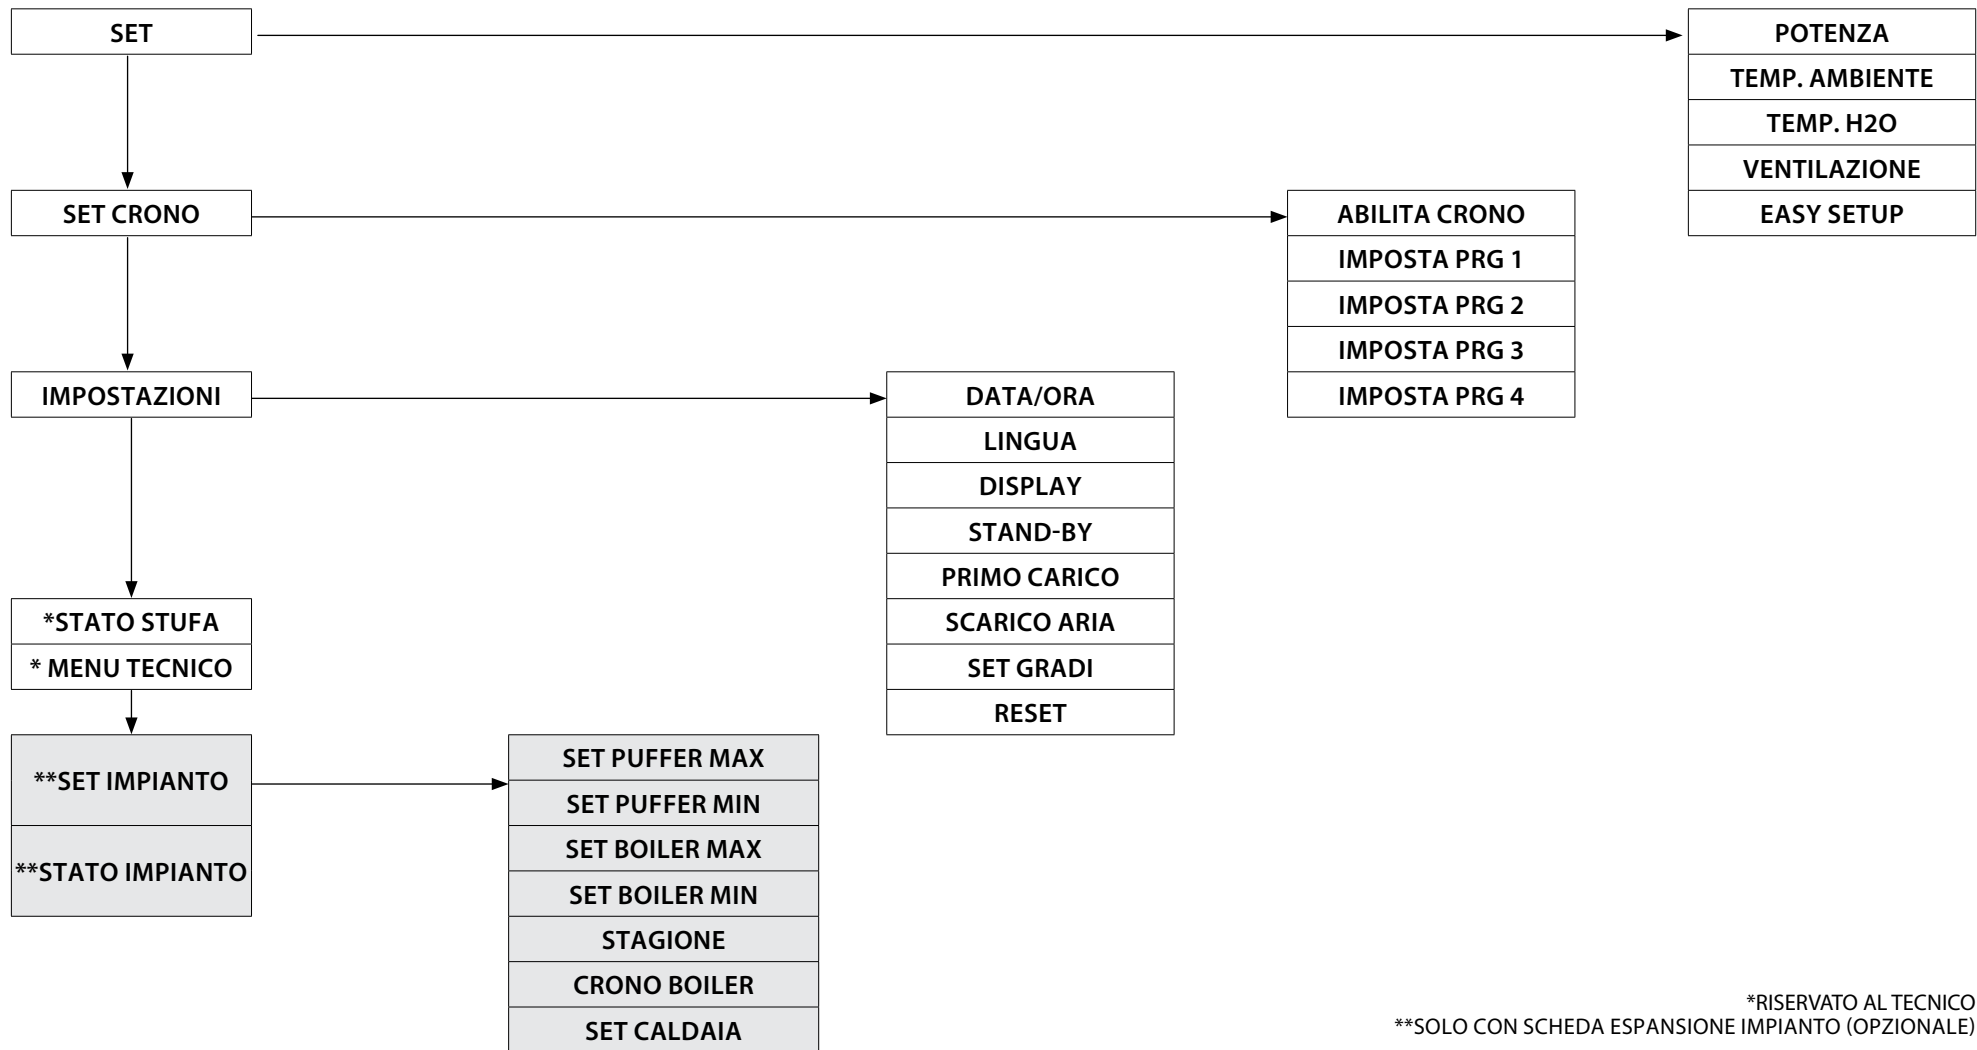 SET
POTENZA
TEMP. AMBIENTE
TEMP. H2O
VENTILAZIONE
EASY SETUP
SET CRONO
ABILITA CRONO
IMPOSTA PRG 1
IMPOSTA PRG 2
IMPOSTA PRG 3
IMPOSTA PRG 4
IMPOSTAZIONI
DATA/ORA
LINGUA
DISPLAY
STAND-BY
PRIMO CARICO
SCARICO ARIA
SET GRADI
RESET
*STATO STUFA
* MENU TECNICO
**SET IMPIANTO
**STATO IMPIANTO
SET PUFFER MAX
SET PUFFER MIN
SET BOILER MAX
SET BOILER MIN
STAGIONE
CRONO BOILER
SET CALDAIA
*RISERVATO AL TECNICO
**SOLO CON SCHEDA ESPANSIONE IMPIANTO (OPZIONALE)